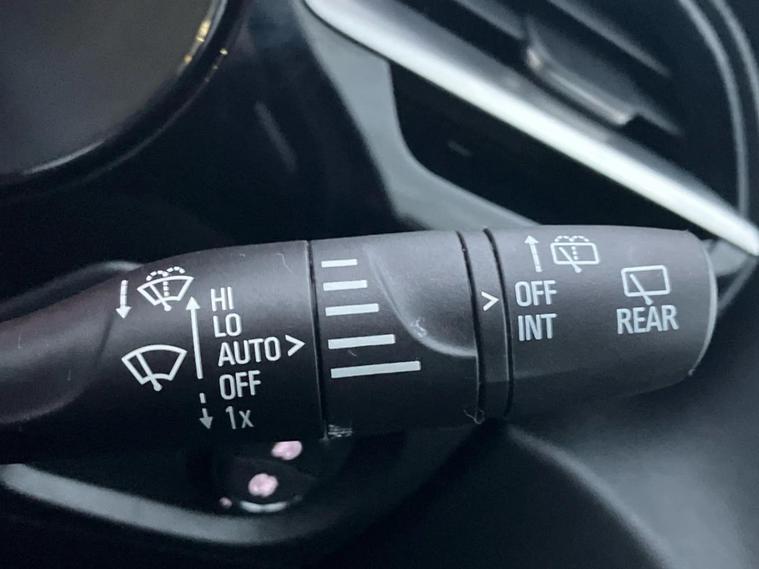 HI
LO
AUTO >
OFF
1x
> OFF
INT
REAR